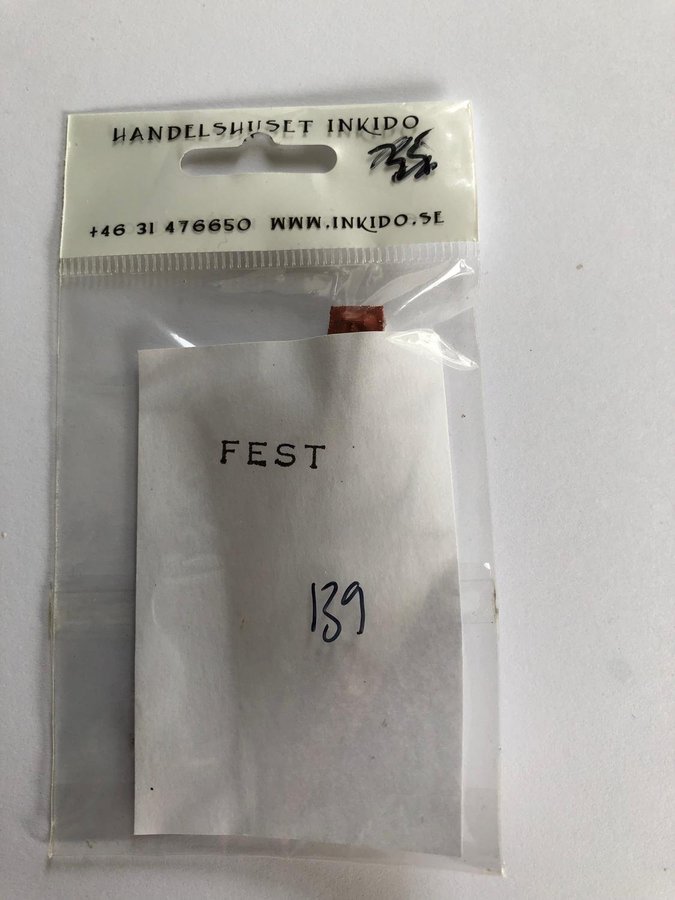 HANDELSHUSET INKIDO
+46 31 476650 WWW.INKIDO.SE
FEST
139